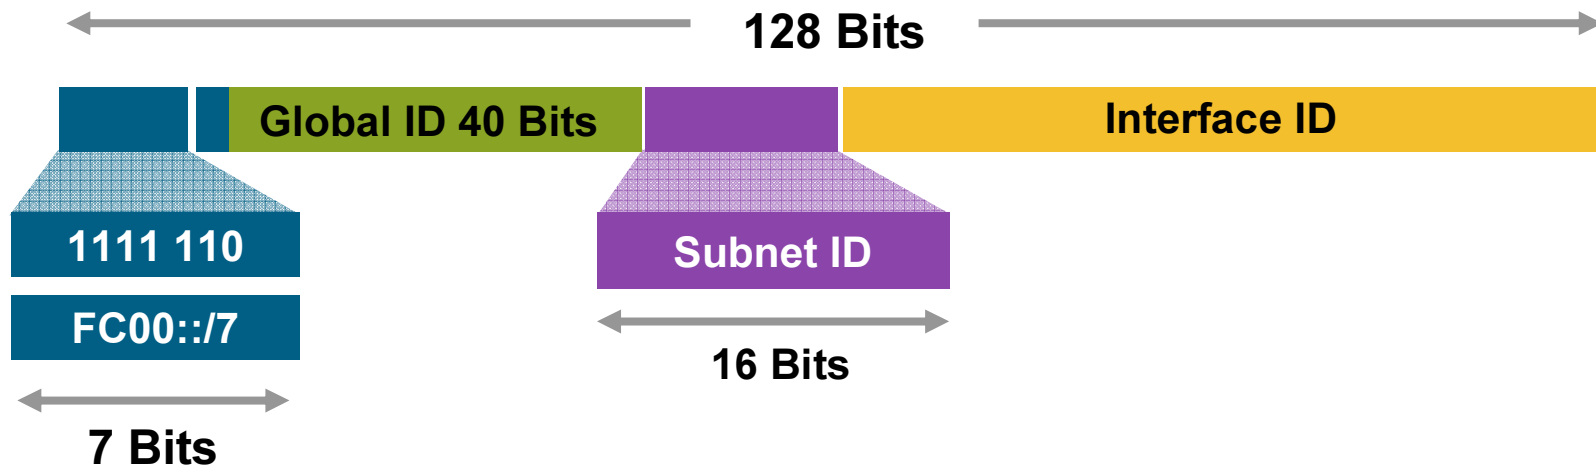 128 Bits
Global ID 40 Bits
Interface ID
1111 110
Subnet ID
FC00::/7
16 Bits
7 Bits